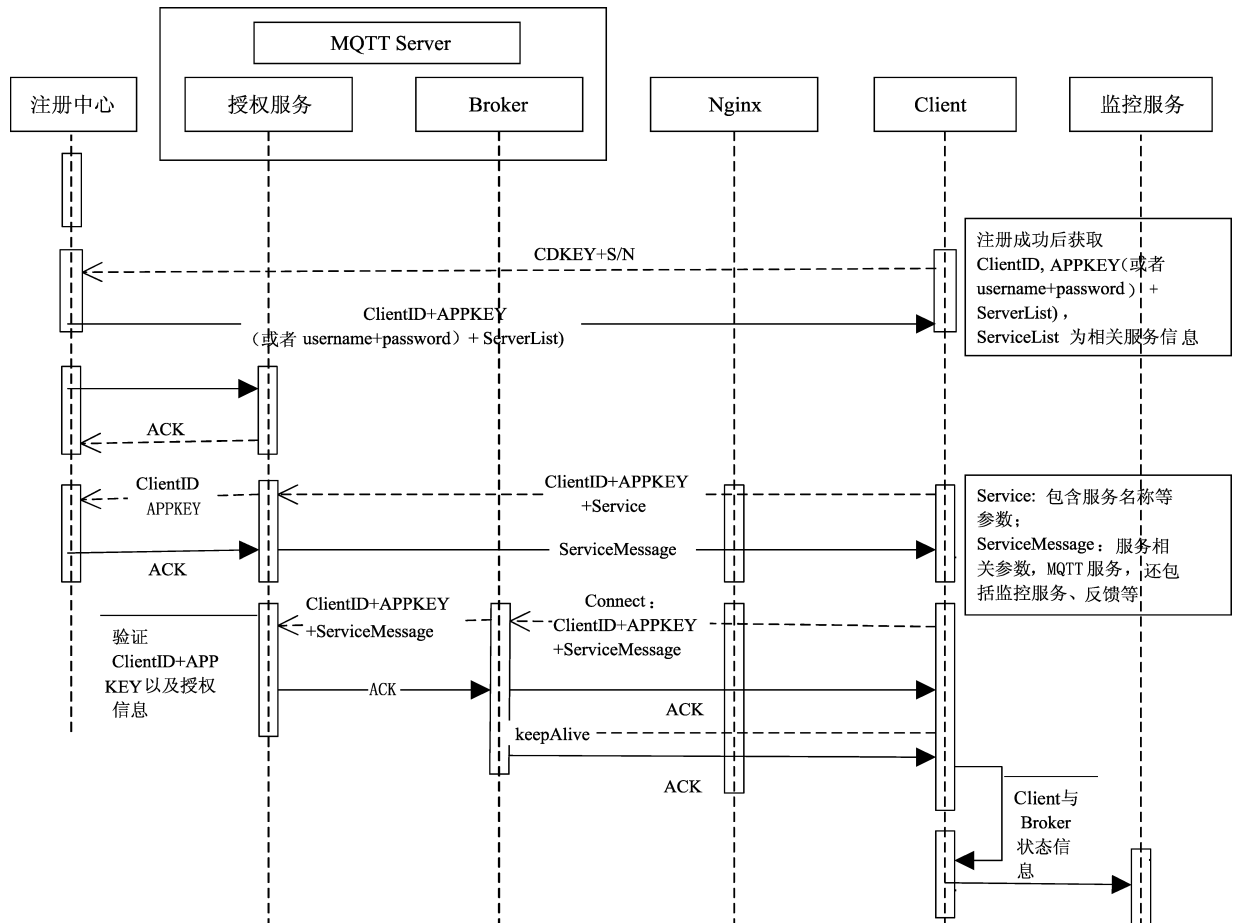 MQTT Server
注册中心
授权服务
Broker
Nginx
Client
监控服务
CDKEY+S/N
注册成功后获取
ClientID, APPKEY(或者
username+password）+
ServerList)，
ServiceList 为相关服务信息
ClientID+APPKEY
（或者 username+password）+ ServerList)
ACK
ClientID
APPKEY
ClientID+APPKEY
+Service
Service: 包含服务名称等
参数；
ServiceMessage：服务相
关参数，MQTT服务，还包
括监控服务、反馈等
ServiceMessage
ACK
ClientID+APPKEY
+ServiceMessage
Connect：
ClientID+APPKEY
+ServiceMessage
验证
ClientID+APP
KEY以及授权
信息
ACK
ACK
keepAlive
ACK
Client与
Broker
状态信
息